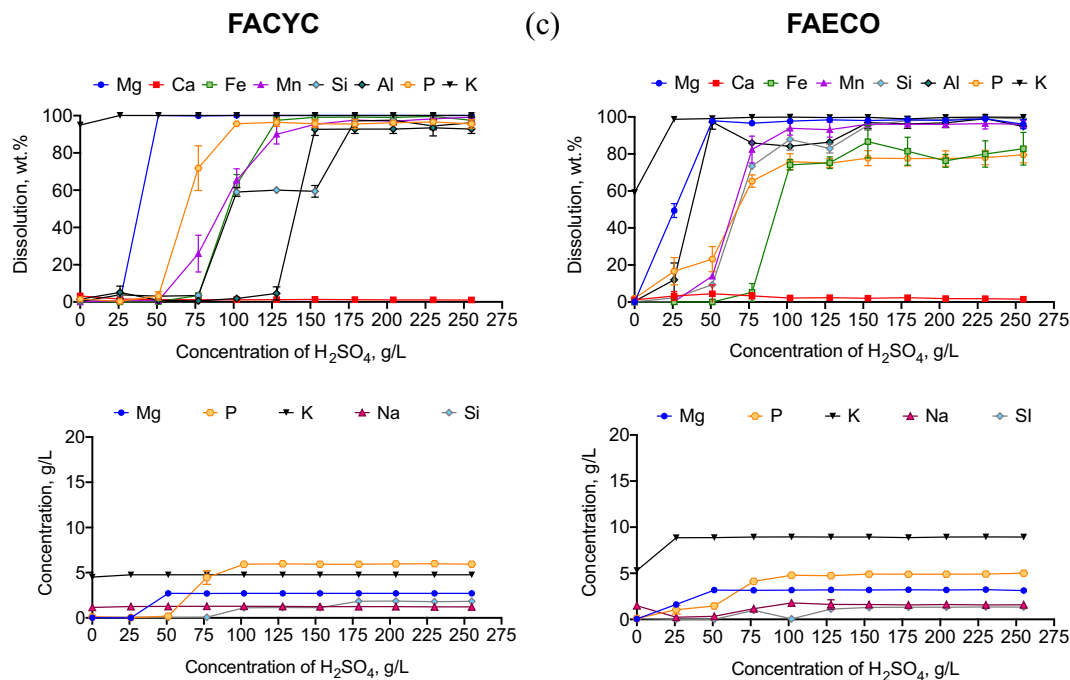 FACYC (c) FAECO
Mg Ca Fe Mn Si Al P K
Mg Ca Fe Mn Si Al P K
100
80
60
40
20
0
Dissolution, wt.%
0 25 50 75 100 125 150 175 200 225 250 275
Concentration of H₂SO₄, g/L
100
80
60
40
20
0
Dissolution, wt.%
0 25 50 75 100 125 150 175 200 225 250 275
Concentration of H₂SO₄, g/L
Mg P K Na Si
Mg P K Na SI
20
15
10
5
0
Concentration, g/L
0 25 50 75 100 125 150 175 200 225 250 275
Concentration of H₂SO₄, g/L
20
15
10
5
0
Concentration, g/L
0 25 50 75 100 125 150 175 200 225 250 275
Concentration of H₂SO₄, g/L